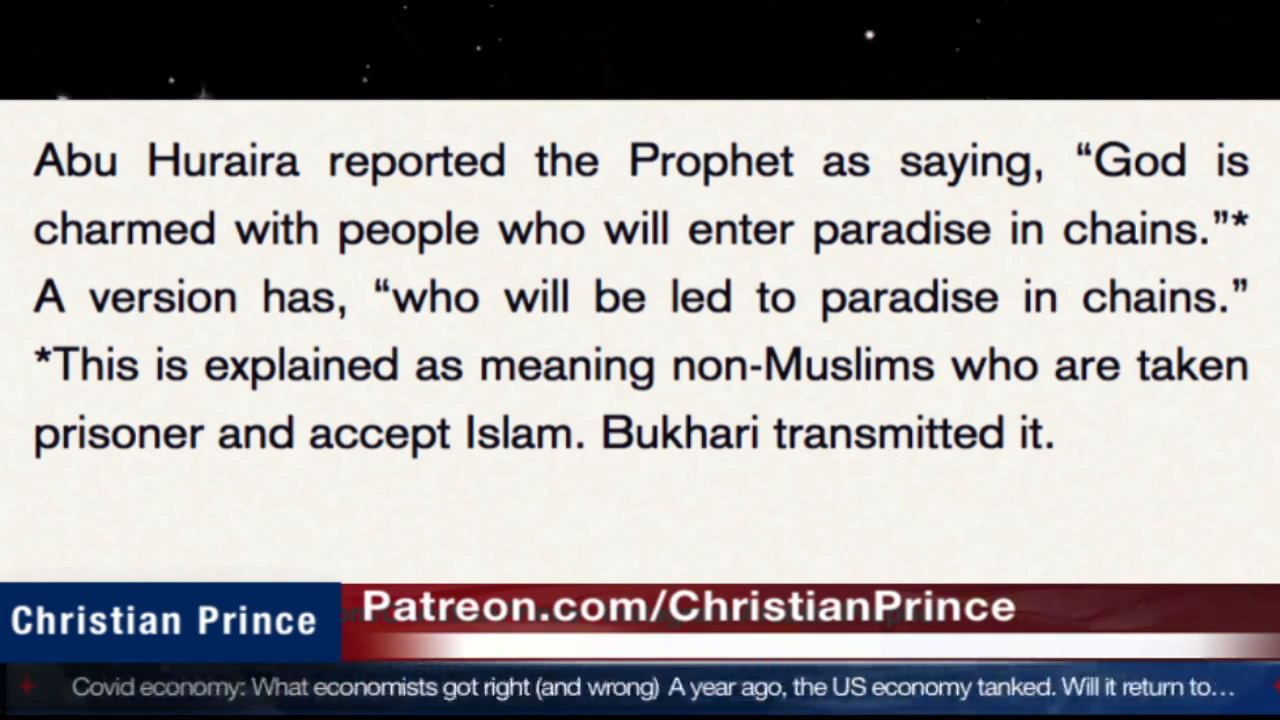 Abu Huraira reported the Prophet as saying, “God is
charmed with people who will enter paradise in chains.”*
A version has, “who will be led to paradise in chains.”
*This is explained as meaning non-Muslims who are taken
prisoner and accept Islam. Bukhari transmitted it.
Christian Prince
Patreon.com/ChristianPrince
Covid economy: What economists got right (and wrong) A year ago, the US economy tanked. Will it return to...